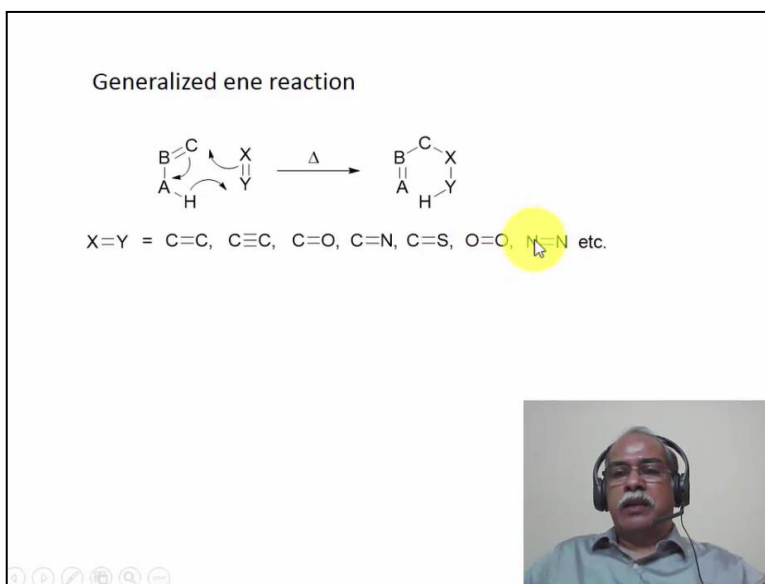 Generalized ene reaction
B C X Δ B C X
A H Y A H Y
X=Y = C=C, C≡C, C=O, C=N, C=S, O=O, N=N etc.